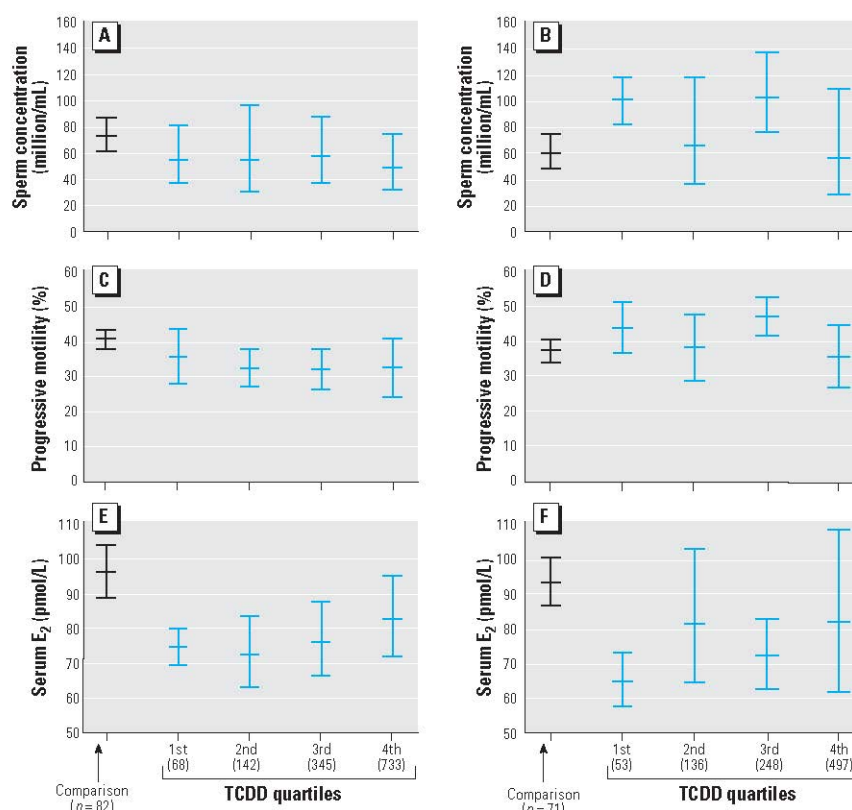 A
Sperm concentration
(million/mL)
160
140
120
100
80
60
40
20
0
B
Sperm concentration
(million/mL)
160
140
120
100
80
60
40
20
0
C
Progressive motility (%)
60
50
40
30
20
10
0
D
Progressive motility (%)
60
50
40
30
20
10
0
E
Serum E2 (pmol/L)
110
100
90
80
70
60
50
1st 2nd 3rd 4th
(68) (142) (345) (733)
Comparison
(n = 82)
TCDD quartiles
F
Serum E2 (pmol/L)
110
100
90
80
70
60
50
1st 2nd 3rd 4th
(53) (136) (248) (497)
Comparison
(n = 71)
TCDD quartiles